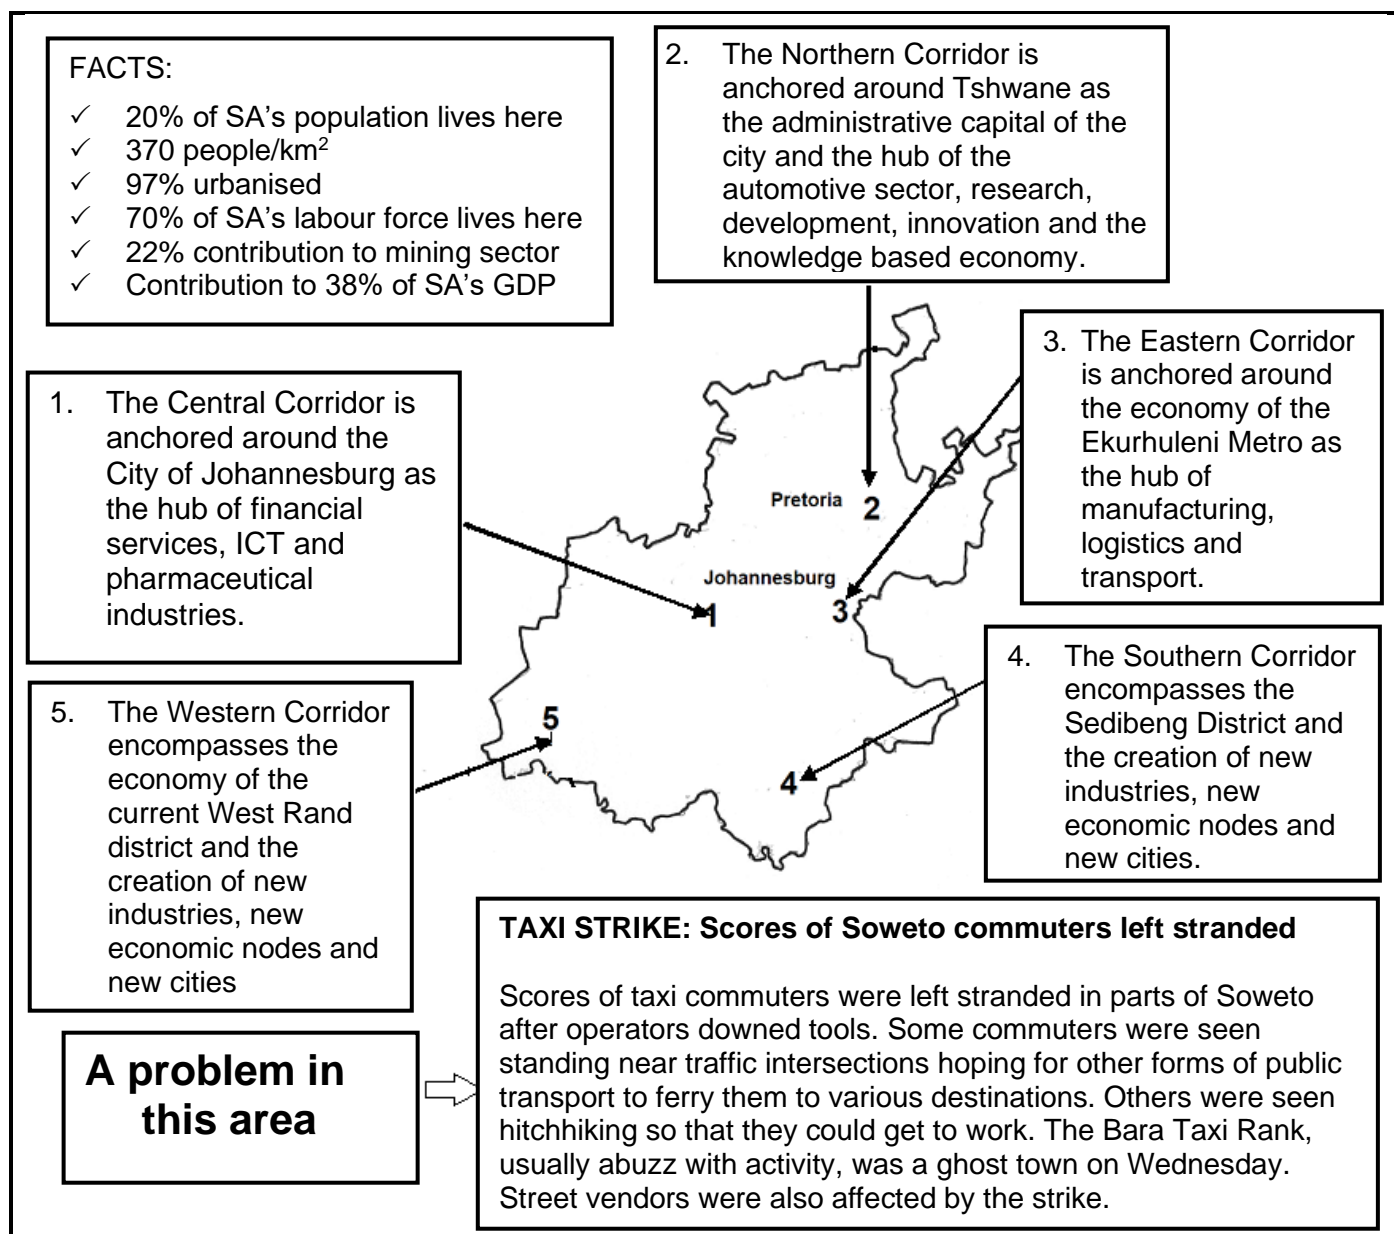 FACTS:
✓ 20% of SA's population lives here
✓ 370 people/km²
✓ 97% urbanised
✓ 70% of SA's labour force lives here
✓ 22% contribution to mining sector
✓ Contribution to 38% of SA's GDP
2. The Northern Corridor is
anchored around Tshwane as
the administrative capital of the
city and the hub of the
automotive sector, research,
development, innovation and the
knowledge based economy.
3. The Eastern Corridor
is anchored around
the economy of the
Ekurhuleni Metro as
the hub of
manufacturing,
logistics and
transport.
1. The Central Corridor is
anchored around the
City of Johannesburg as
the hub of financial
services, ICT and
pharmaceutical
industries.
Pretoria 2
Johannesburg
1
3
5
4
4. The Southern Corridor
encompasses the
Sedibeng District and
the creation of new
industries, new
economic nodes and
new cities.
5. The Western Corridor
encompasses the
economy of the
current West Rand
district and the
creation of new
industries, new
economic nodes and
new cities
A problem in
this area
TAXI STRIKE: Scores of Soweto commuters left stranded
Scores of taxi commuters were left stranded in parts of Soweto
after operators downed tools. Some commuters were seen
standing near traffic intersections hoping for other forms of public
transport to ferry them to various destinations. Others were seen
hitchhiking so that they could get to work. The Bara Taxi Rank,
usually abuzz with activity, was a ghost town on Wednesday.
Street vendors were also affected by the strike.